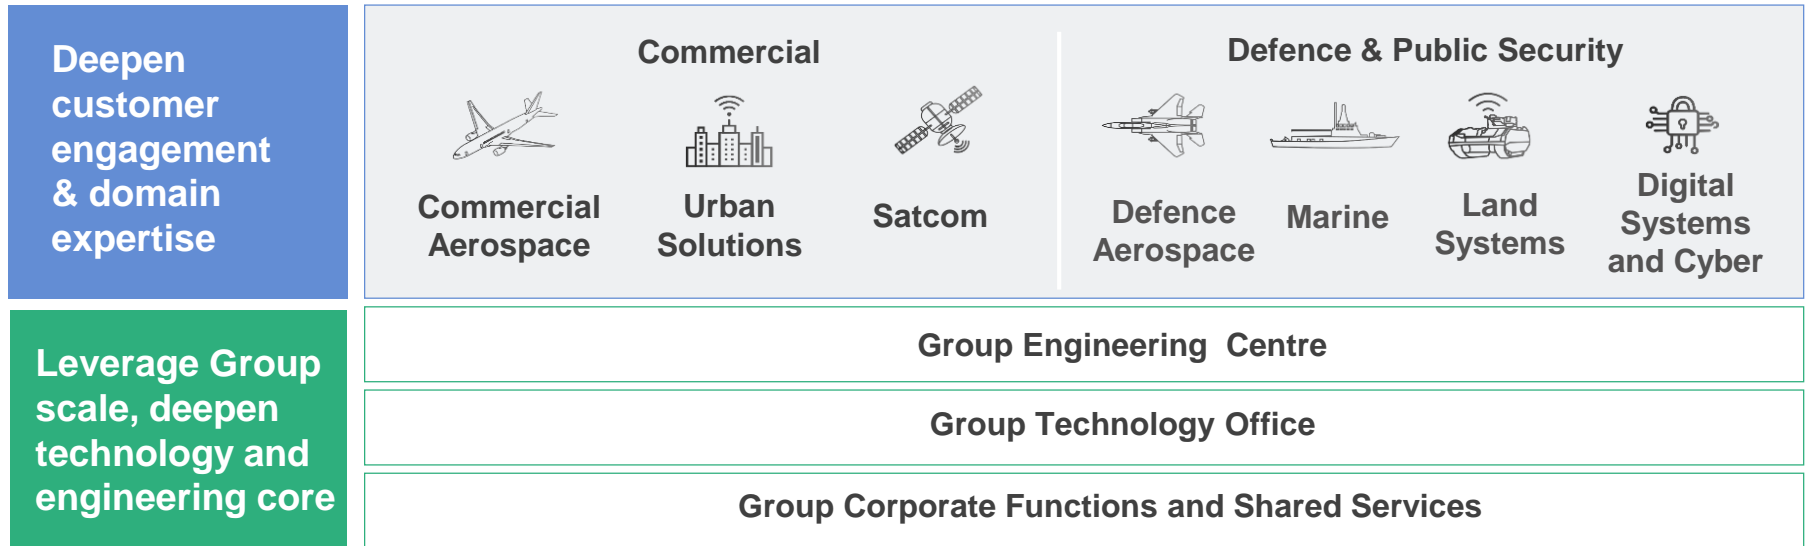 Deepen
customer
engagement
& domain
expertise
Commercial
Commercial
Aerospace
Urban
Solutions
Satcom
Defence & Public Security
Defence
Aerospace
Marine
Land
Systems
Digital
Systems
and Cyber
Leverage Group
scale, deepen
technology and
engineering core
Group Engineering Centre
Group Technology Office
Group Corporate Functions and Shared Services